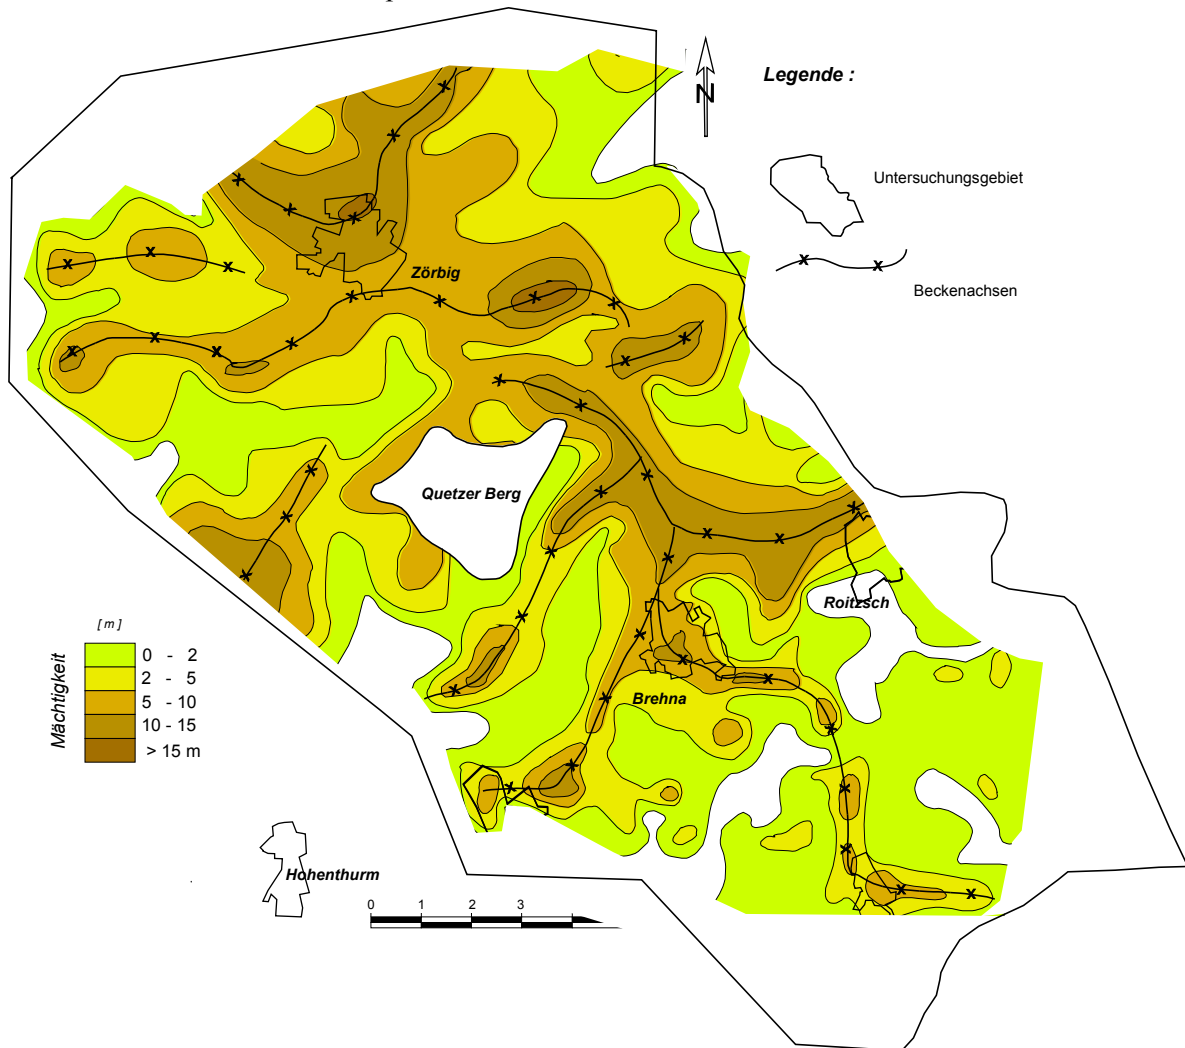 N
Legende :
Untersuchungsgebiet
Beckenachsen
Zörbig
Quetzer Berg
Roitzsch
Brehna
Hohenthurm
[ m ]
Mächtigkeit
0 - 2
2 - 5
5 - 10
10 - 15
> 15 m
0 1 2 3